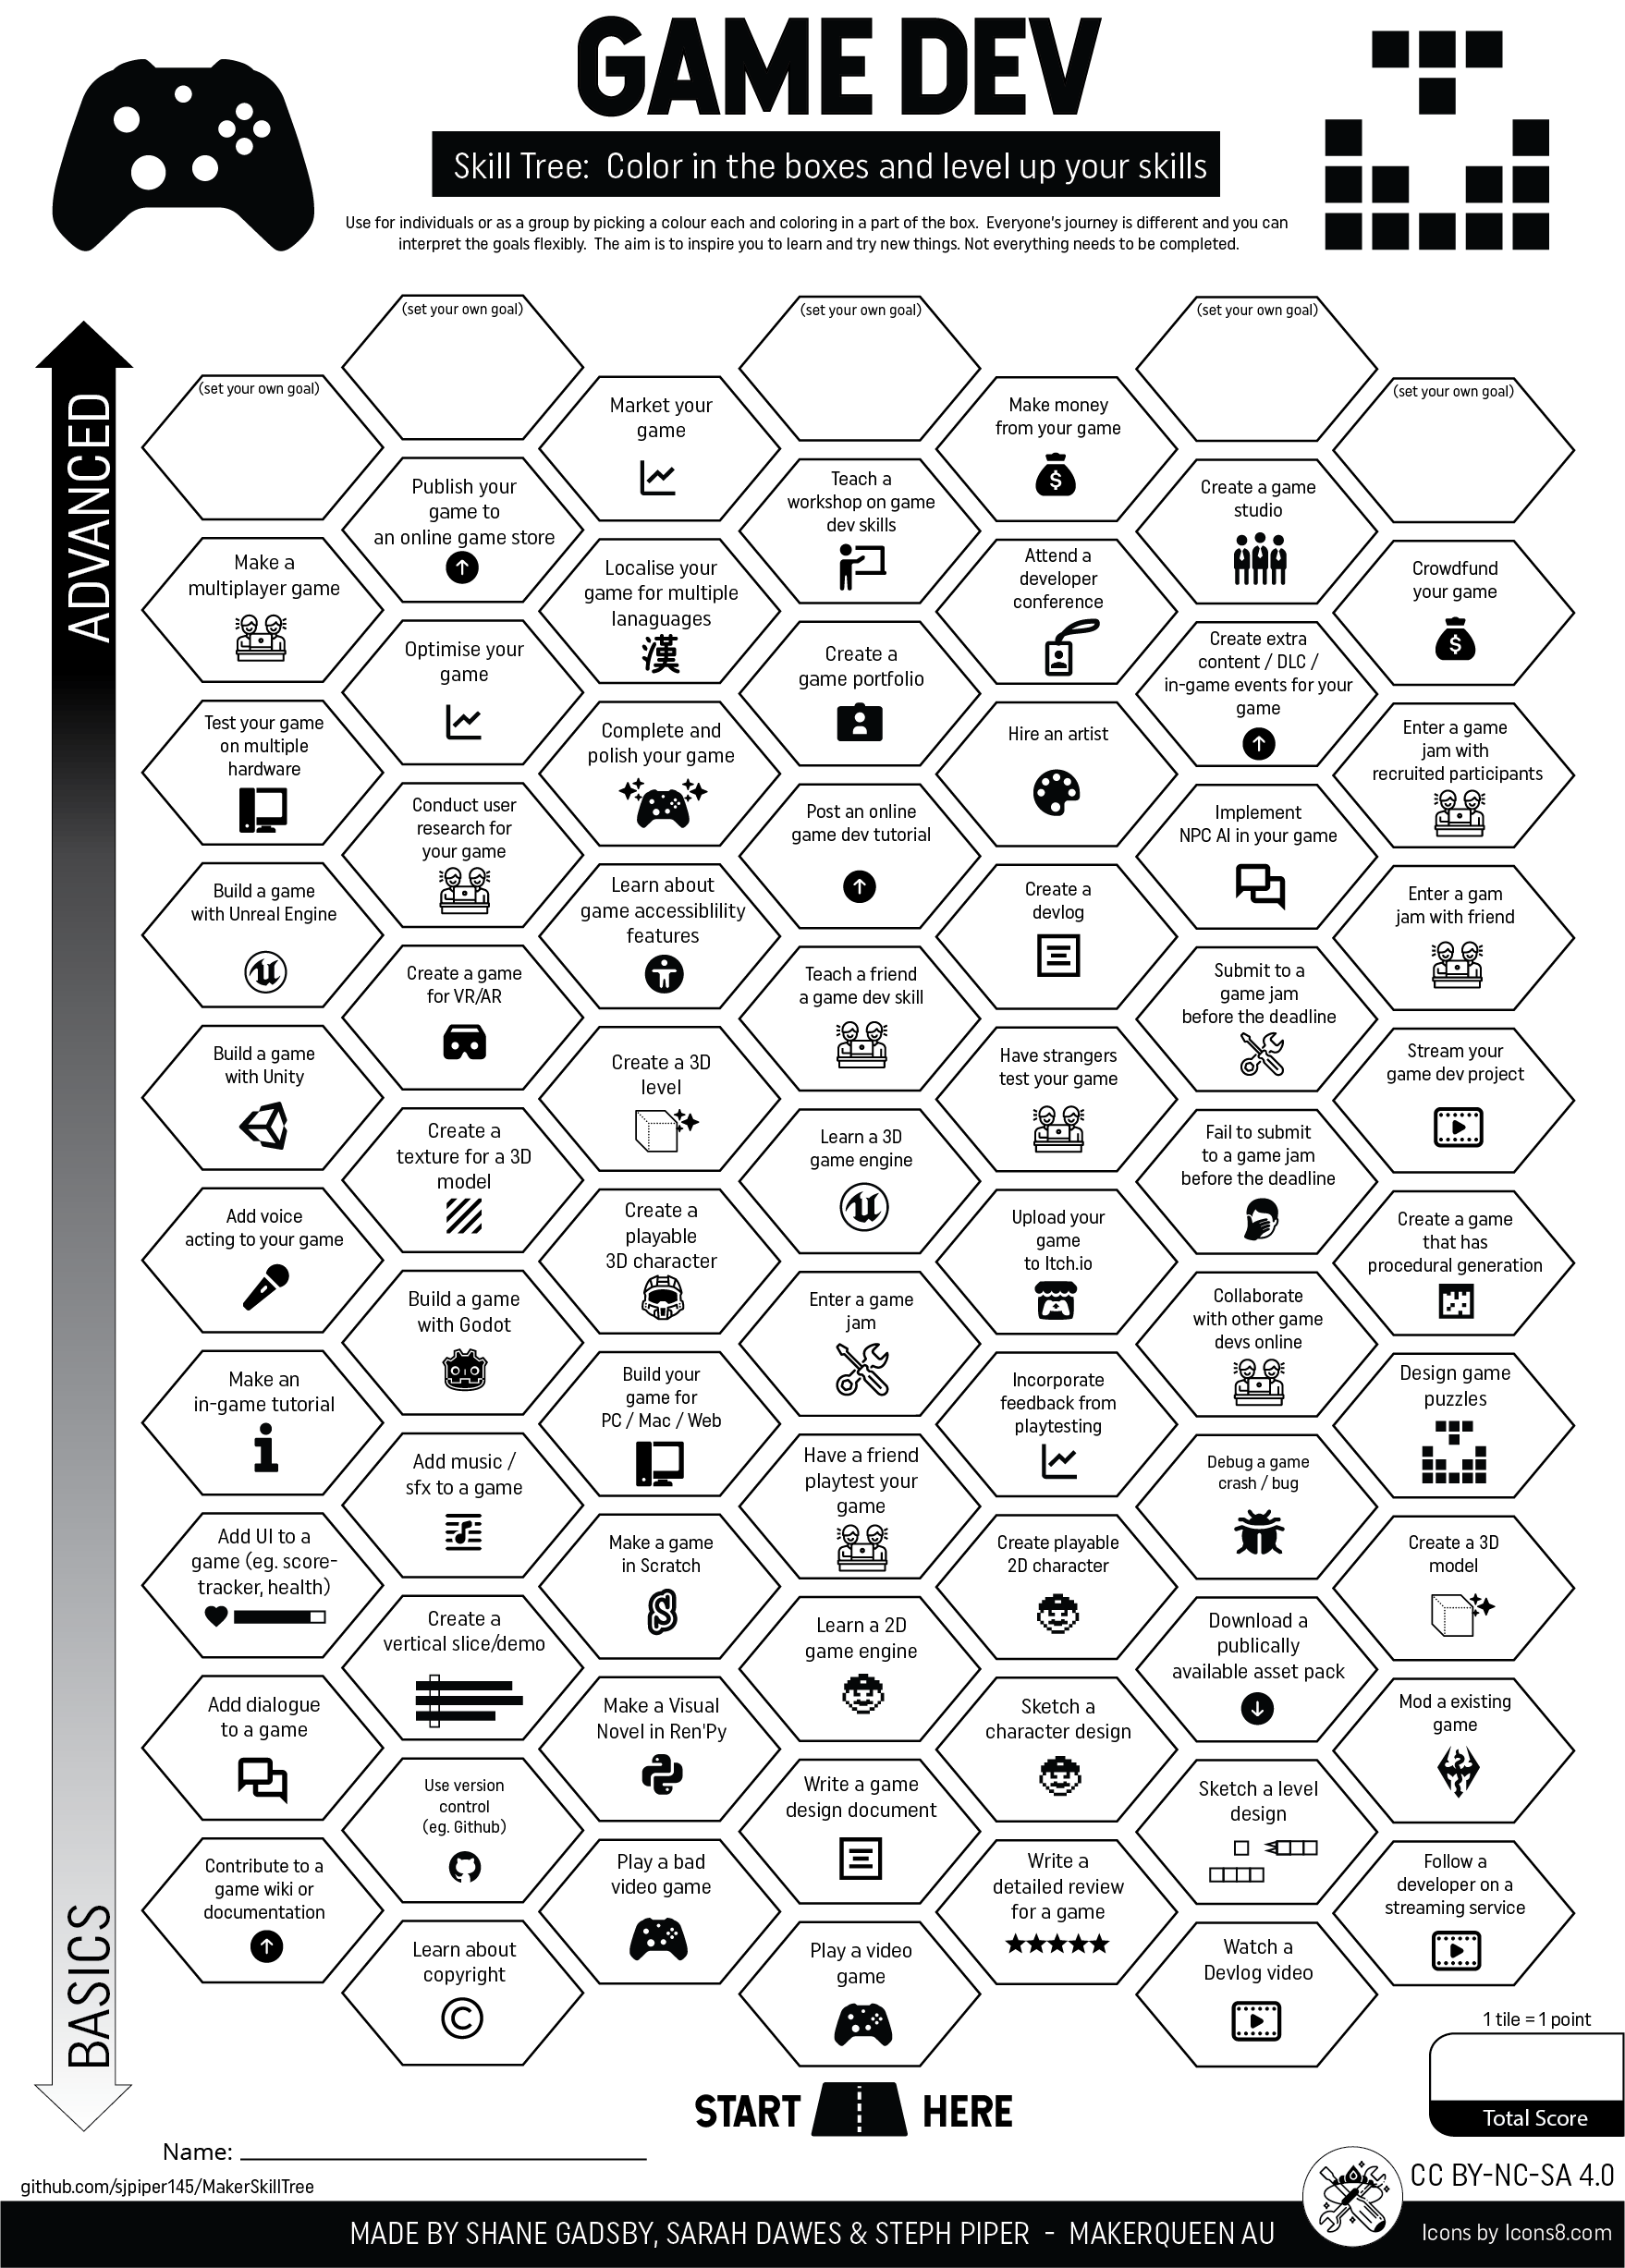 GAME DEV
Skill Tree: Color in the boxes and level up your skills
Use for individuals or as a group by picking a colour each and coloring in a part of the box. Everyone's journey is different and you can
interpret the goals flexibly. The aim is to inspire you to learn and try new things. Not everything needs to be completed.
ADVANCED
BASICS
(set your own goal)
(set your own goal)
(set your own goal)
(set your own goal)
(set your own goal)
Market your
game
Make money
from your game
Publish your
game to
an online game store
Teach a
workshop on game
dev skills
Create a game
studio
Make a
multiplayer game
Localise your
game for multiple
lanaguages
漢
Attend a
developer
conference
Crowdfund
your game
Optimise your
game
Create a
game portfolio
Create extra
content / DLC /
in-game events for your
game
Test your game
on multiple
hardware
Complete and
polish your game
Hire an artist
Enter a game
jam with
recruited participants
Conduct user
research for
your game
Post an online
game dev tutorial
Implement
NPC AI in your game
Build a game
with Unreal Engine
Learn about
game accessiblility
features
Create a
devlog
Enter a gam
jam with friend
Create a game
for VR/AR
Teach a friend
a game dev skill
Submit to a
game jam
before the deadline
Build a game
with Unity
Create a 3D
level
Have strangers
test your game
Stream your
game dev project
Create a
texture for a 3D
model
Learn a 3D
game engine
Fail to submit
to a game jam
before the deadline
Add voice
acting to your game
Create a
playable
3D character
Upload your
game
to Itch.io
Create a game
that has
procedural generation
Build a game
with Godot
Enter a game
jam
Collaborate
with other game
devs online
Make an
in-game tutorial
Build your
game for
PC / Mac / Web
Incorporate
feedback from
playtesting
Design game
puzzles
Add music /
sfx to a game
Have a friend
playtest your
game
Debug a game
crash / bug
Add UI to a
game (eg. score-
tracker, health)
Make a game
in Scratch
Create playable
2D character
Create a 3D
model
Create a
vertical slice/demo
Learn a 2D
game engine
Download a
publically
available asset pack
Add dialogue
to a game
Make a Visual
Novel in Ren'Py
Sketch a
character design
Mod a existing
game
Use version
control
(eg. Github)
Write a game
design document
Sketch a level
design
Contribute to a
game wiki or
documentation
Play a bad
video game
Write a
detailed review
for a game
Follow a
developer on a
streaming service
Learn about
copyright
©
Play a video
game
Watch a
Devlog video
1 tile = 1 point
Total Score
START HERE
Name:
github.com/sjpiper145/MakerSkillTree
CC BY-NC-SA 4.0
MADE BY SHANE GADSBY, SARAH DAWES & STEPH PIPER - MAKERQUEEN AU
Icons by Icons8.com